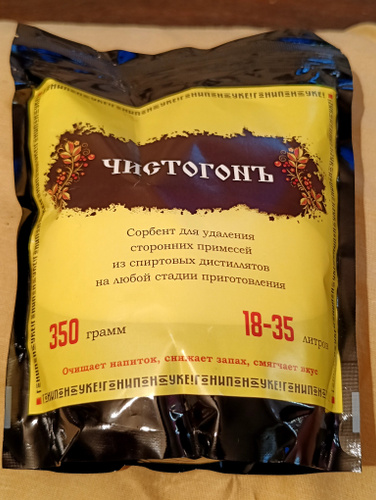 ЧИСТОГОНЪ
Сорбент для удаления
сторонних примесей
из спиртовых дистиллятов
на любой стадии приготовления
350 грамм
18-35 литров
Очищает напиток, снижает запах, смягчает вкус